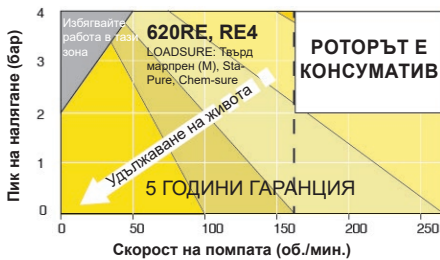 Избягвайте
работа в тази
зона
620RE, RE4
LOADSURE: Твърд
марпрен (M), Sta-
Pure, Chem-sure
РОТОРЪТ Е
КОНСУМАТИВ
Удължаване на живота
5 ГОДИНИ ГАРАНЦИЯ
Пик на налягане (бар)
4
3
2
1
0
0
50
100
150
200
250
Скорост на помпата (об./мин.)